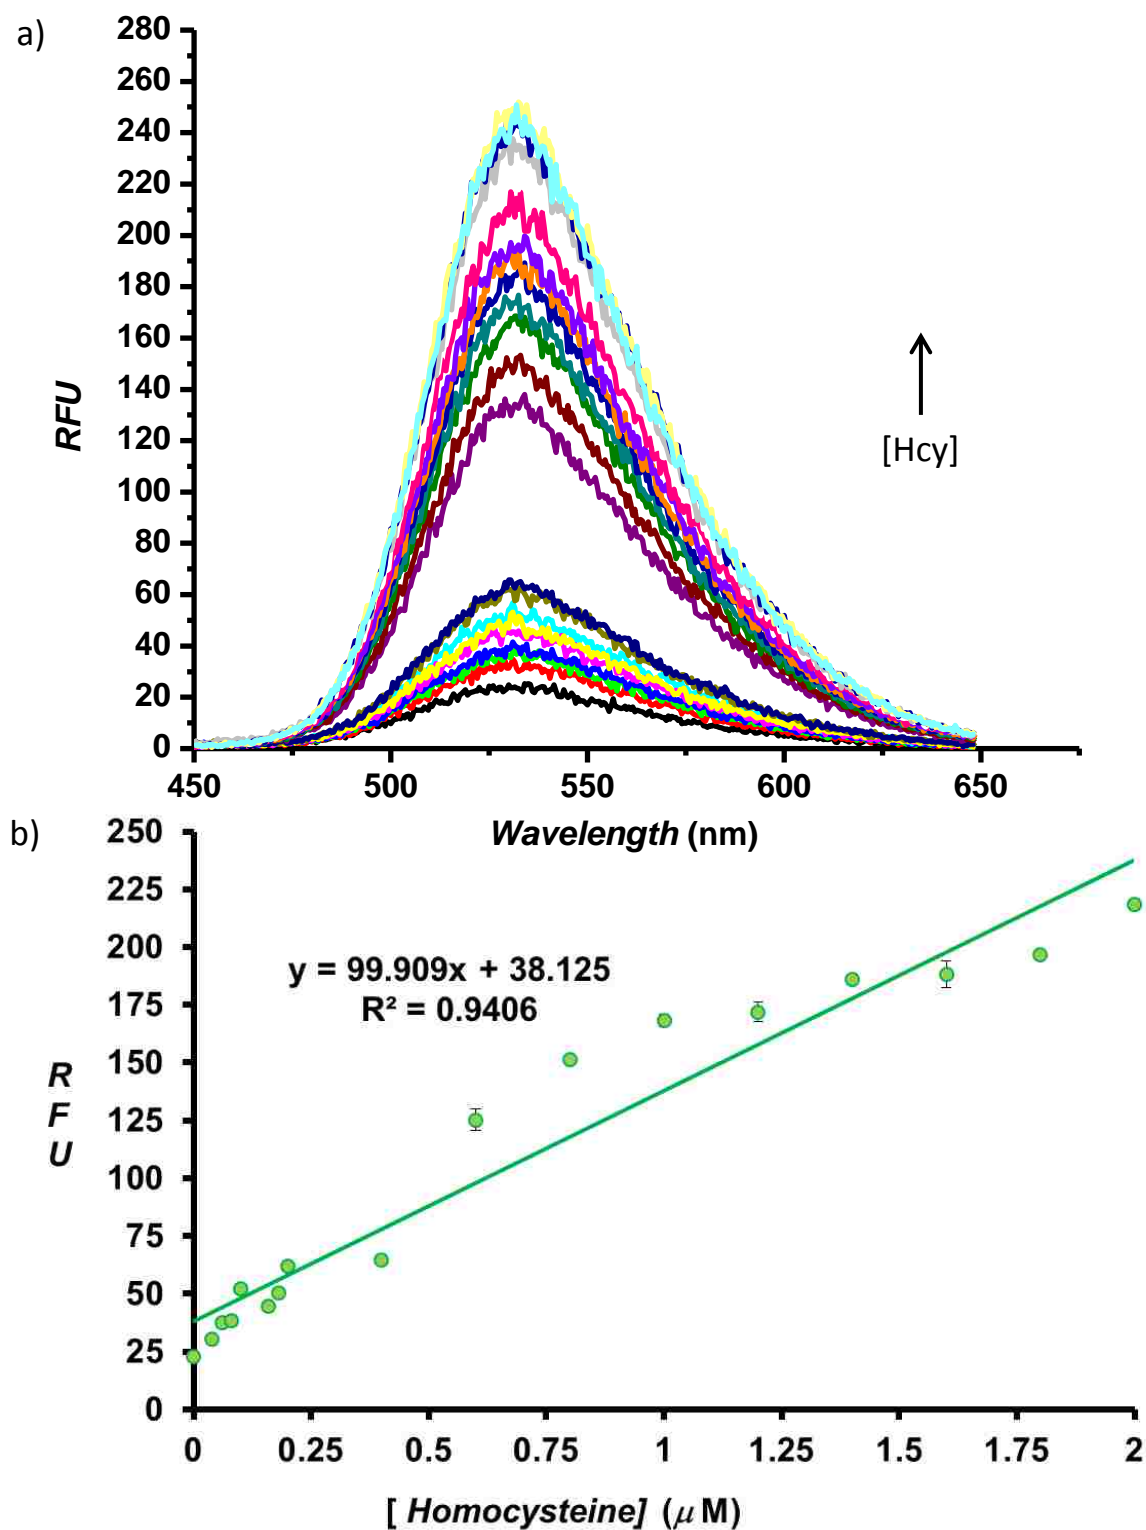 a)
280
260
240
220
200
180
160
140
120
100
80
60
40
20
0
RFU
[Hcy]
450 500 550 600 650
Wavelength (nm)
b)
250
225
200
175
150
125
100
75
50
25
0
y = 99.909x + 38.125
R² = 0.9406
R
F
U
0 0.25 0.5 0.75 1 1.25 1.5 1.75 2
[ Homocysteine] (μ M)